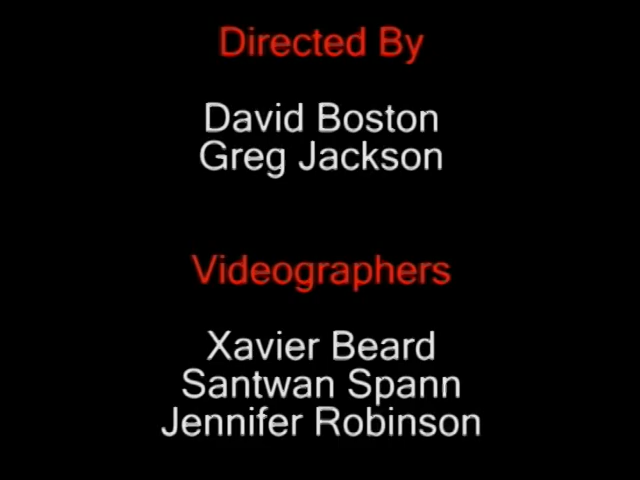 Directed By
David Boston
Greg Jackson
Videographers
Xavier Beard
Santwan Spann
Jennifer Robinson